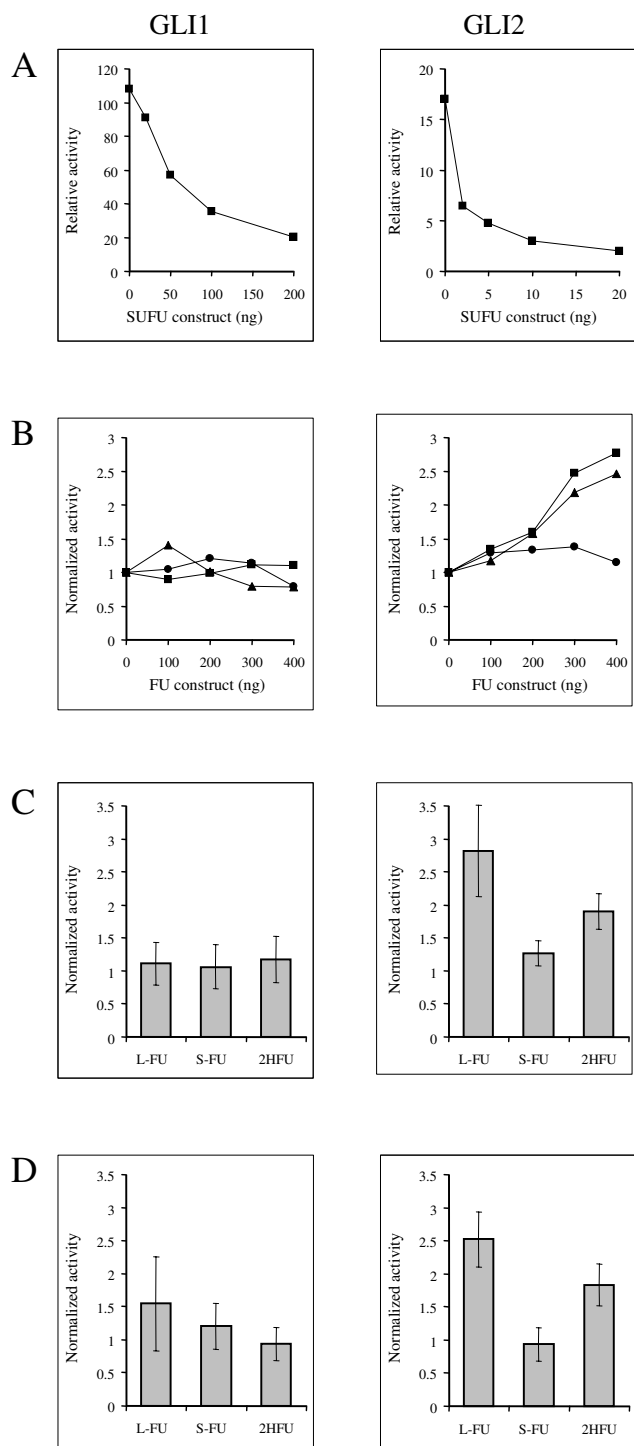 GLI1
GLI2
A
Relative activity
120
100
80
60
40
20
0
0 50 100 150 200
SUFU construct (ng)
Relative activity
20
15
10
5
0
0 5 10 15 20
SUFU construct (ng)
B
Normalized activity
3
2.5
2
1.5
1
0.5
0
0 100 200 300 400
FU construct (ng)
Normalized activity
3
2.5
2
1.5
1
0.5
0
0 100 200 300 400
FU construct (ng)
C
Normalized activity
3.5
3
2.5
2
1.5
1
0.5
0
L-FU S-FU 2HFU
Normalized activity
3.5
3
2.5
2
1.5
1
0.5
0
L-FU S-FU 2HFU
D
Normalized activity
3.5
3
2.5
2
1.5
1
0.5
0
L-FU S-FU 2HFU
Normalized activity
3.5
3
2.5
2
1.5
1
0.5
0
L-FU S-FU 2HFU